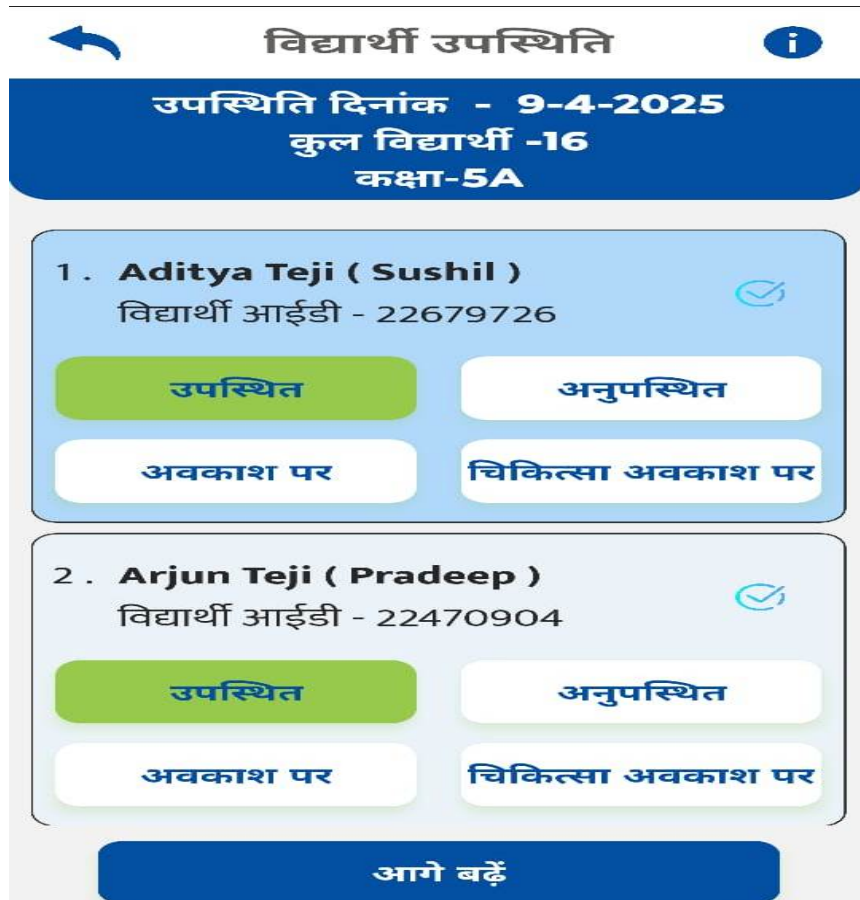 विद्यार्थी उपस्थिति
उपस्थिति दिनांक - 9-4-2025
कुल विद्यार्थी -16
कक्षा-5A
1. Aditya Teji ( Sushil )
विद्यार्थी आईडी - 22679726
उपस्थित अनुपस्थित
अवकाश पर चिकित्सा अवकाश पर
2. Arjun Teji ( Pradeep )
विद्यार्थी आईडी - 22470904
उपस्थित अनुपस्थित
अवकाश पर चिकित्सा अवकाश पर
आगे बढ़ें